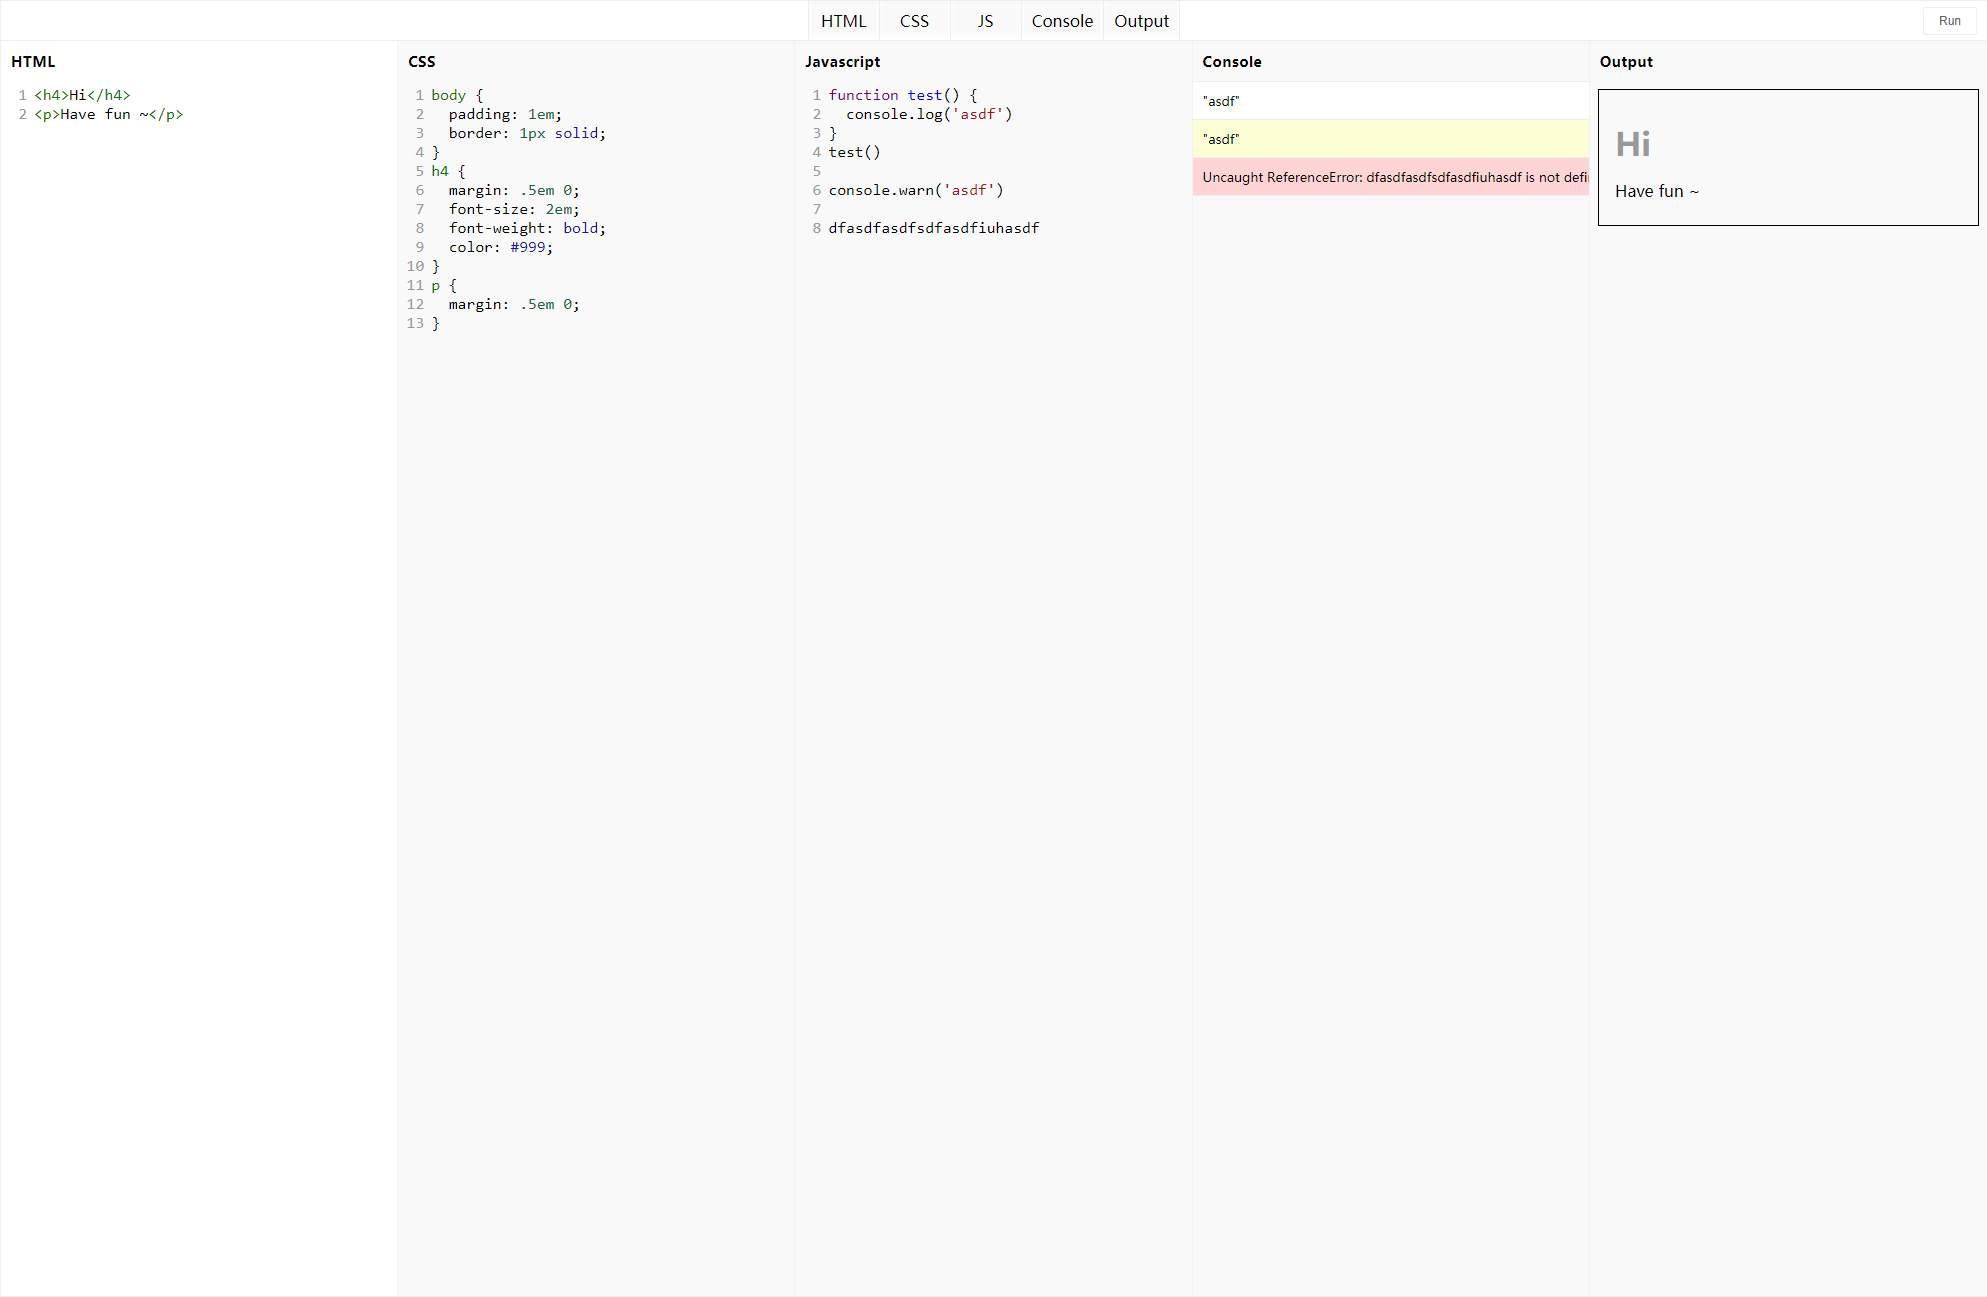 HTML CSS JS Console Output Run
HTML
1 <h4>Hi</h4>
2 <p>Have fun ~</p>
CSS
1 body {
2   padding: 1em;
3   border: 1px solid;
4 }
5 h4 {
6   margin: .5em 0;
7   font-size: 2em;
8   font-weight: bold;
9   color: #999;
10 }
11 p {
12   margin: .5em 0;
13 }
Javascript
1 function test() {
2   console.log('asdf')
3 }
4 test()
5
6 console.warn('asdf')
7
8 dfasdfasdfsdfasdfiuhasdf
Console
"asdf"
"asdf"
Uncaught ReferenceError: dfasdfasdfsdfasdfiuhasdf is not defi
Output
Hi
Have fun ~